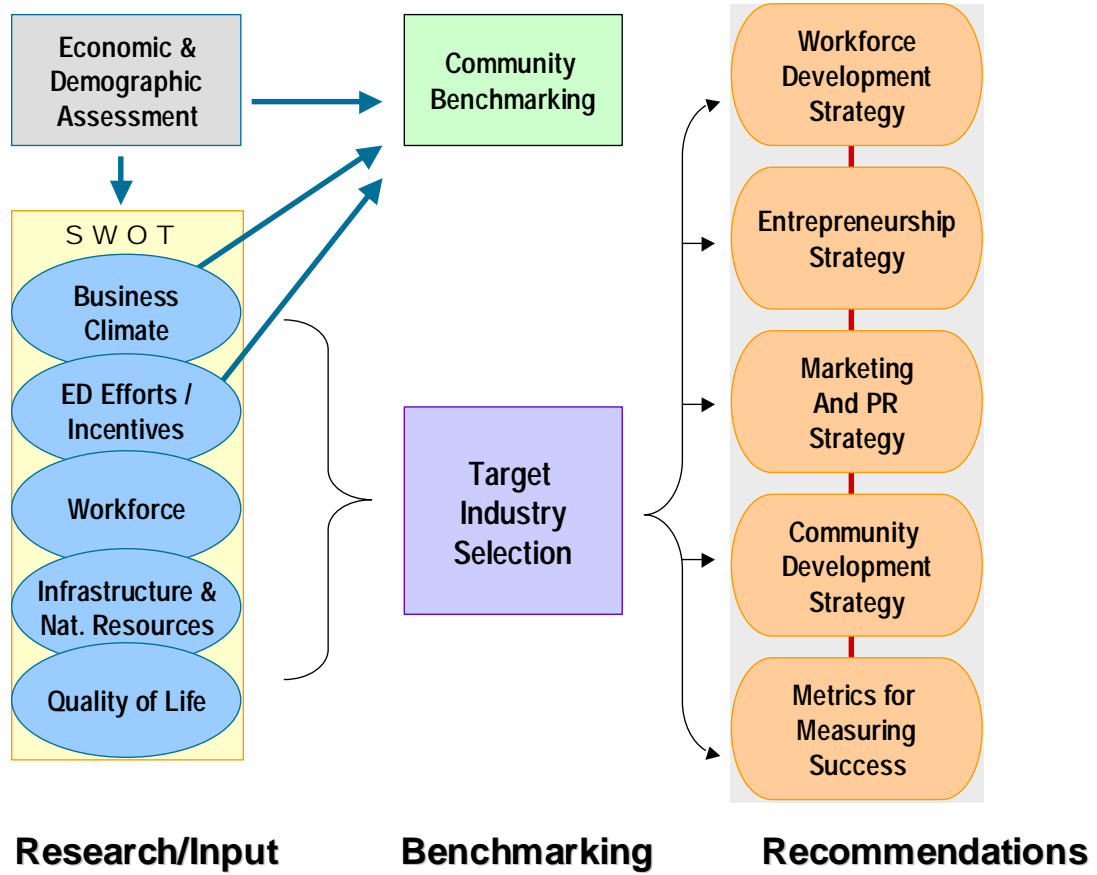 Economic &
Demographic
Assessment
S W O T
Business
Climate
ED Efforts /
Incentives
Workforce
Infrastructure &
Nat. Resources
Quality of Life
Community
Benchmarking
Target
Industry
Selection
Workforce
Development
Strategy
Entrepreneurship
Strategy
Marketing
And PR
Strategy
Community
Development
Strategy
Metrics for
Measuring
Success
Research/Input
Benchmarking
Recommendations